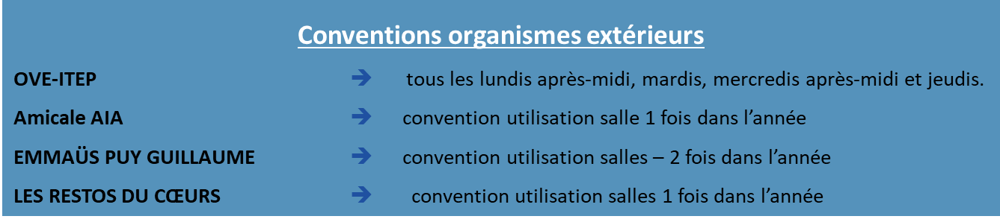 Conventions organismes extérieurs
OVE-ITEP ➔ tous les lundis après-midi, mardis, mercredis après-midi et jeudis.
Amicale AIA ➔ convention utilisation salle 1 fois dans l’année
EMMAÜS PUY GUILLAUME ➔ convention utilisation salles – 2 fois dans l’année
LES RESTOS DU CŒURS ➔ convention utilisation salles 1 fois dans l’année